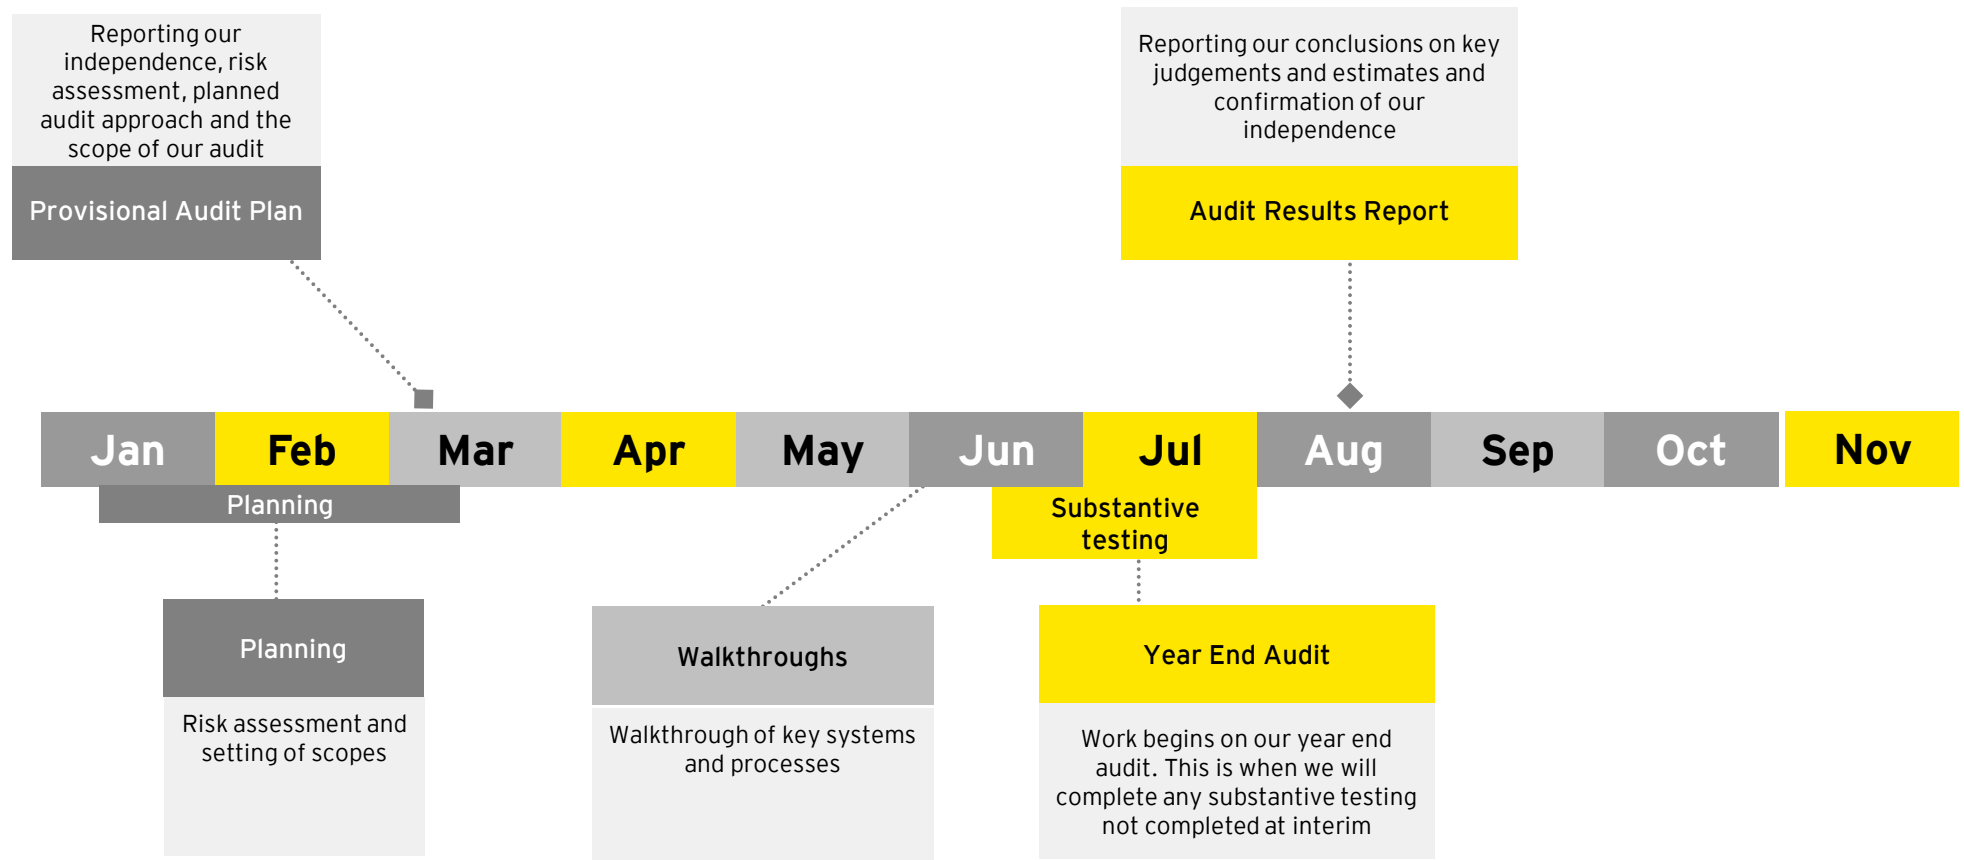 Reporting our
independence, risk
assessment, planned
audit approach and the
scope of our audit
Provisional Audit Plan
Reporting our conclusions on key
judgements and estimates and
confirmation of our
independence
Audit Results Report
Jan
Feb
Mar
Apr
May
Jun
Jul
Aug
Sep
Oct
Nov
Planning
Substantive
testing
Planning
Risk assessment and
setting of scopes
Walkthroughs
Walkthrough of key systems
and processes
Year End Audit
Work begins on our year end
audit. This is when we will
complete any substantive testing
not completed at interim